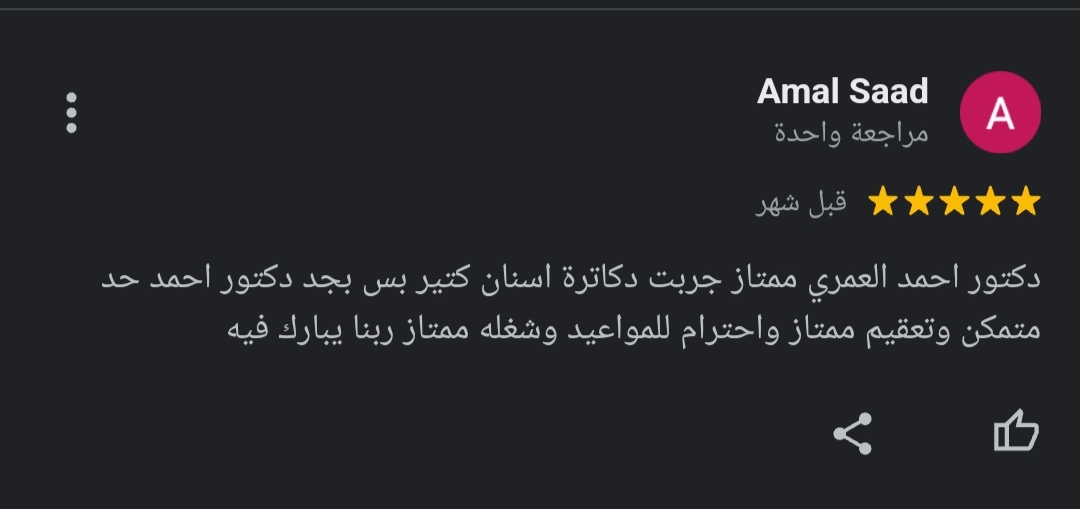 Amal Saad
A
مراجعة واحدة
قبل شهر
دكتور احمد العمري ممتاز جربت دكاترة اسنان كتير بس بجد دكتور احمد حد
متمكن وتعقيم ممتاز واحترام للمواعيد وشغله ممتاز ربنا يبارك فيه